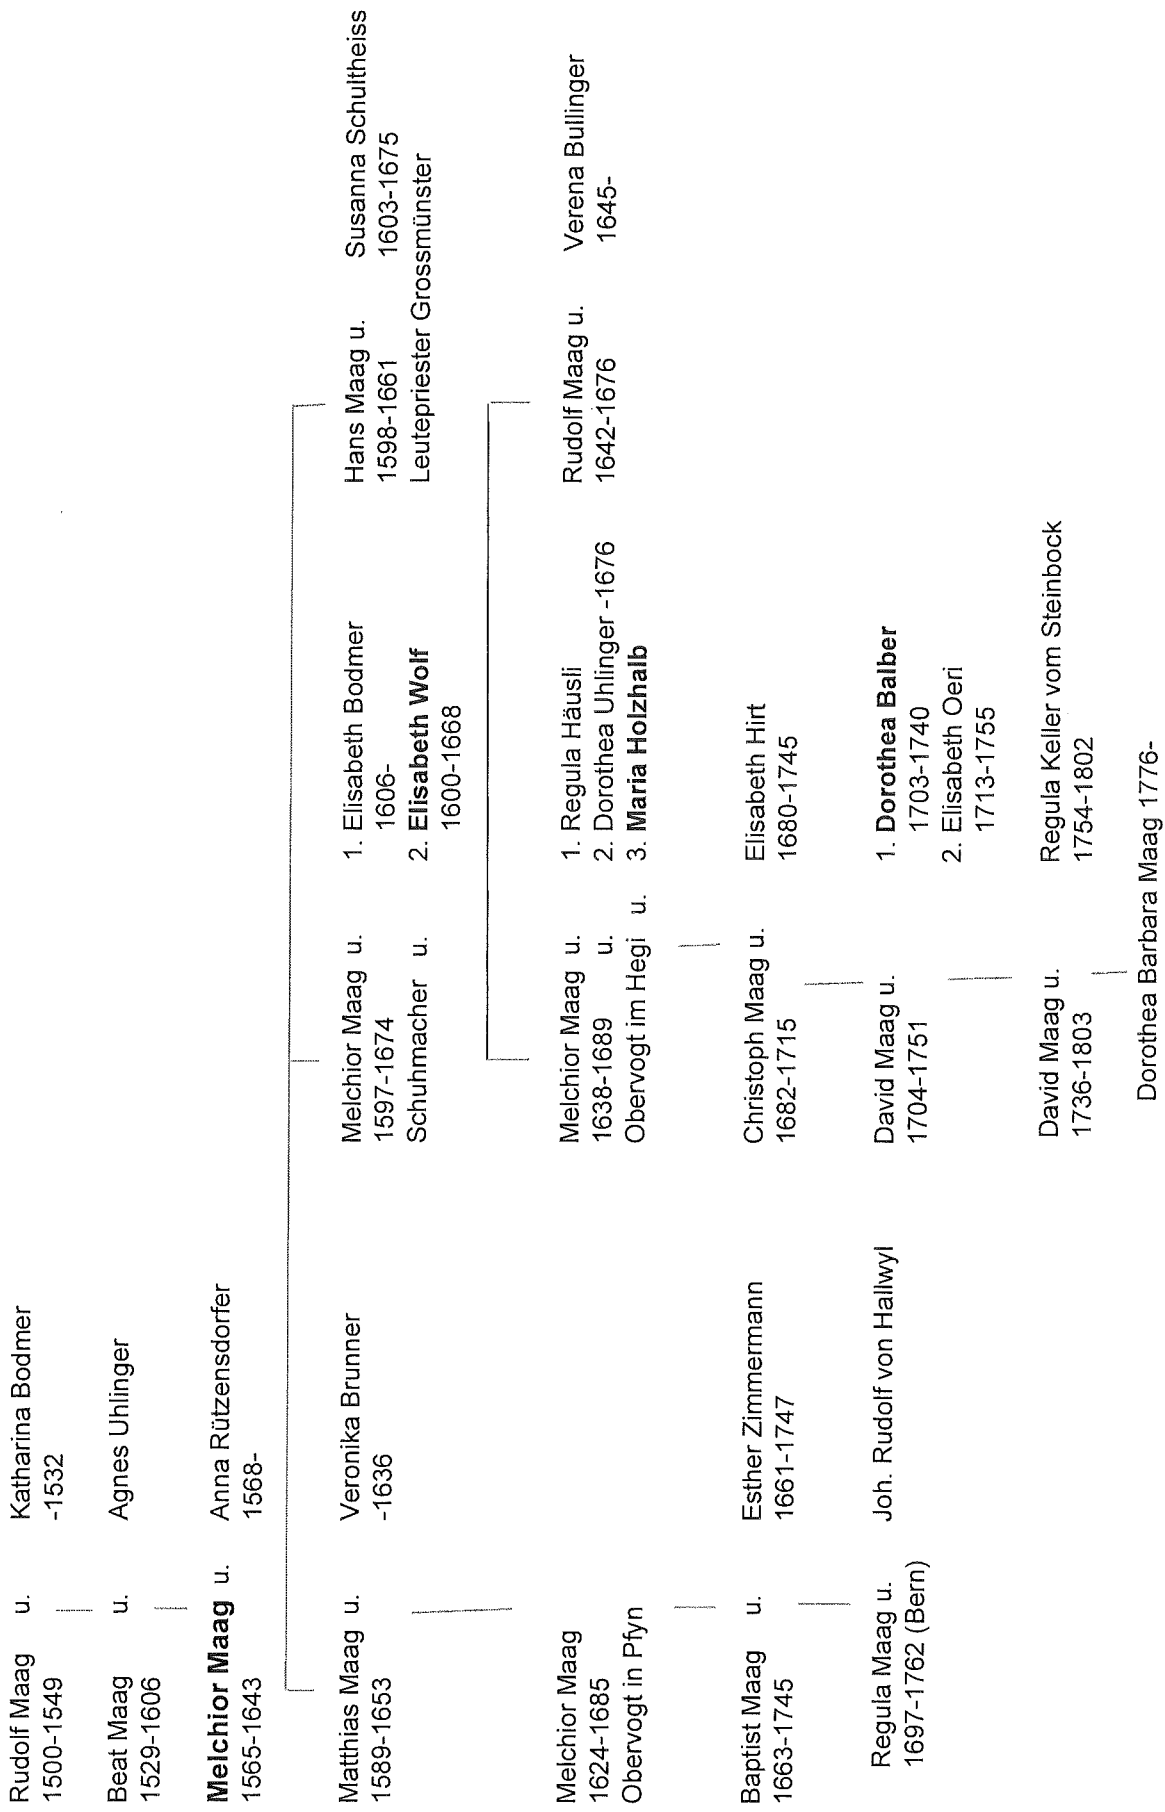 Rudolf Maag u. Katharina Bodmer
1500-1549 -1532
Beat Maag u. Agnes Uhlinger
1529-1606
Melchior Maag u. Anna Rützensdorfer
1565-1643 1568-
Matthias Maag u. Veronika Brunner
1589-1653 -1636
Melchior Maag u. 1. Elisabeth Bodmer
1597-1674 1606-
Schuhmacher u. 2. Elisabeth Wolf
1600-1668
Hans Maag u. Susanna Schultheiss
1598-1661 1603-1675
Leutepriester Grossmünster
Melchior Maag
1624-1685
Obervogt in Pfyn
Melchior Maag u. 1. Regula Häusli
1638-1689 u. 2. Dorothea Uhlinger -1676
Obervogt im Hegi u. 3. Maria Holzhalb
Rudolf Maag u. Verena Bullinger
1642-1676 1645-
Baptist Maag u. Esther Zimmermann
1663-1745 1661-1747
Christoph Maag u. Elisabeth Hirt
1682-1715 1680-1745
Regula Maag u. Joh. Rudolf von Hallwyl
1697-1762 (Bern)
David Maag u. 1. Dorothea Balber
1704-1751 1703-1740
2. Elisabeth Oeri
1713-1755
David Maag u. Regula Keller vom Steinbock
1736-1803 1754-1802
Dorothea Barbara Maag 1776-